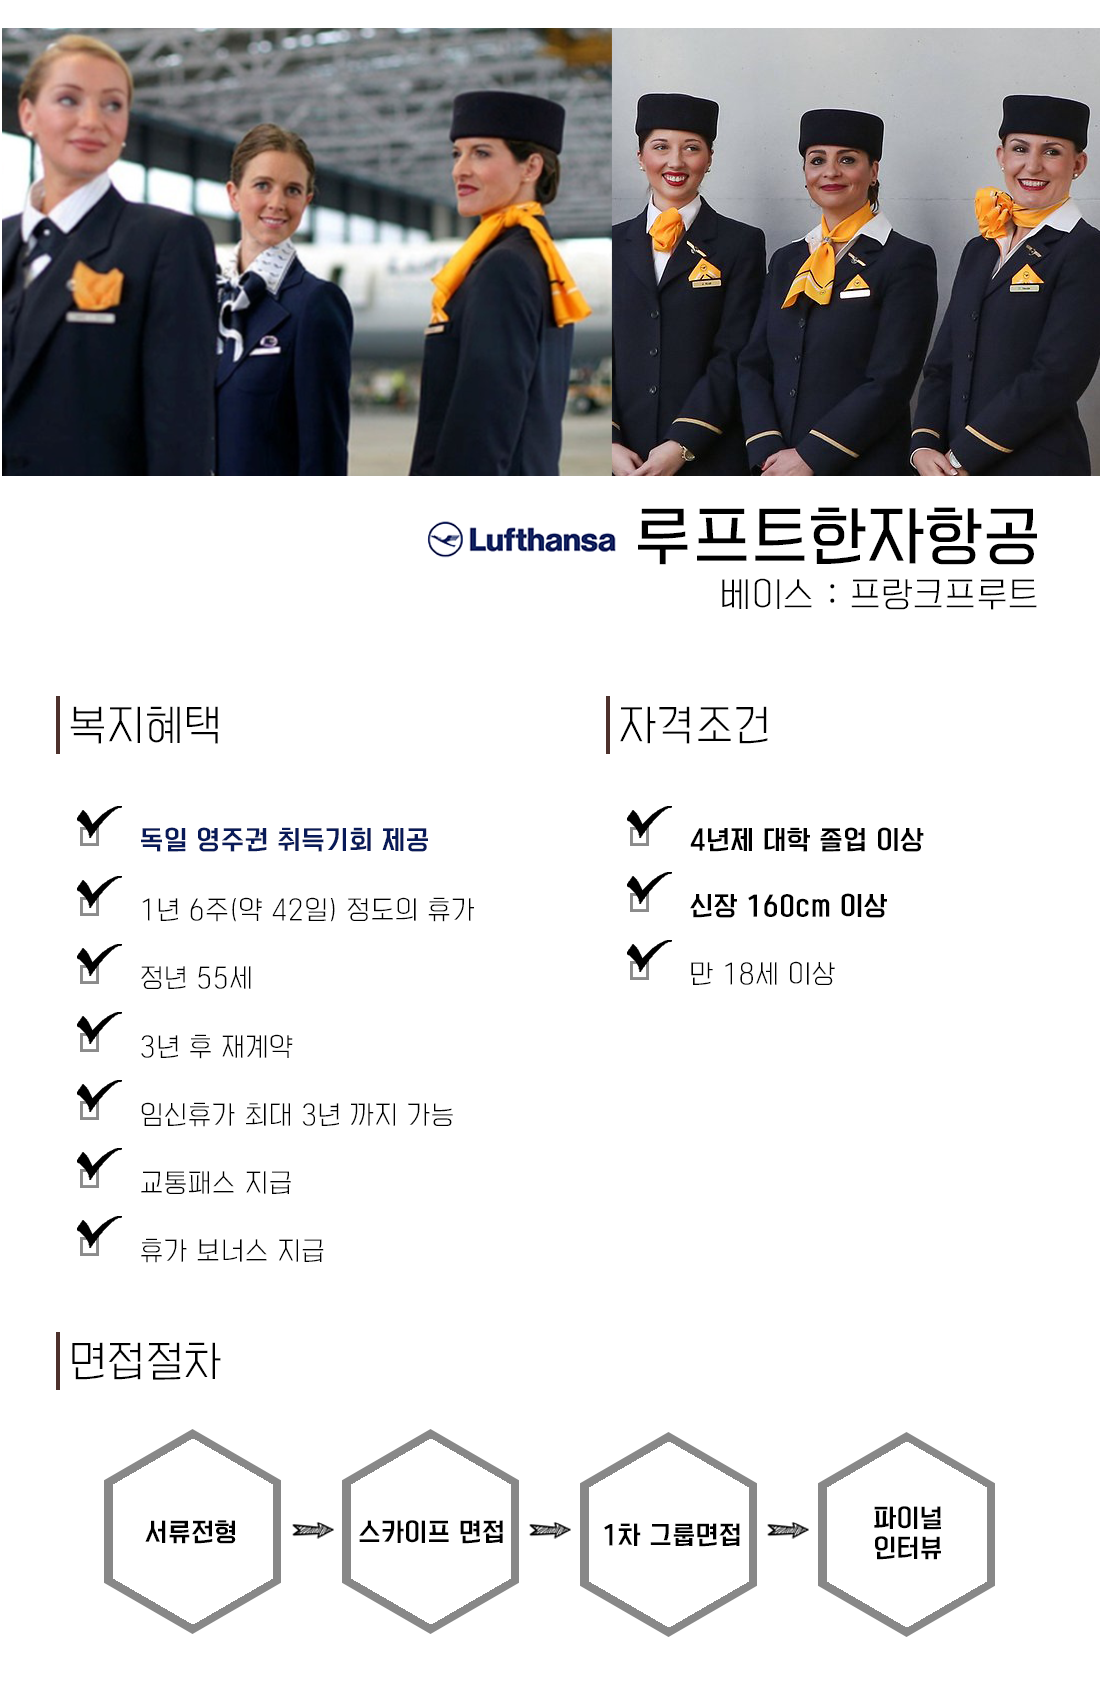 Lufthansa 루프트한자항공
베이스 : 프랑크프루트
복지혜택
독일 영주권 취득기회 제공
1년 6주(약 42일) 정도의 휴가
정년 55세
3년 후 재계약
임신휴가 최대 3년 까지 가능
교통패스 지급
휴가 보너스 지급
자격조건
4년제 대학 졸업 이상
신장 160cm 이상
만 18세 이상
면접절차
서류전형
스카이프 면접
1차 그룹면접
파이널
인터뷰